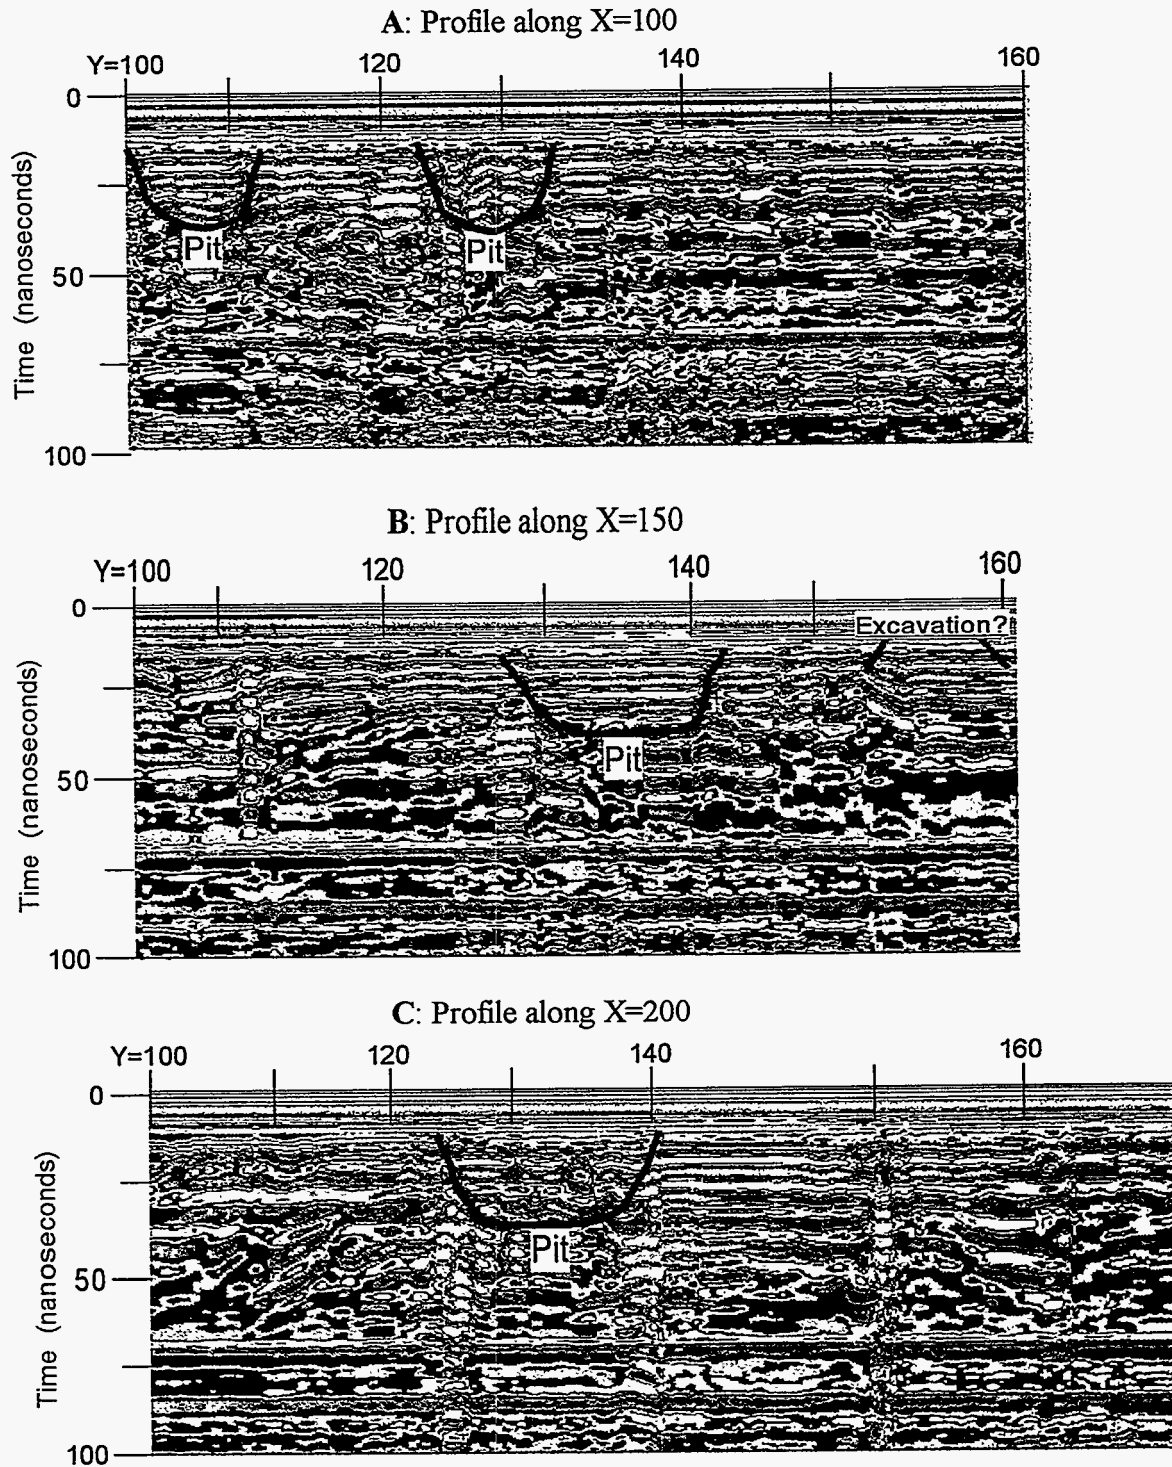 A: Profile along X=100
Y=100 120 140 160
0
50
100
Time (nanoseconds)
Pit
Pit
B: Profile along X=150
Y=100 120 140 160
0
50
100
Time (nanoseconds)
Excavation?
Pit
C: Profile along X=200
Y=100 120 140 160
0
50
100
Time (nanoseconds)
Pit